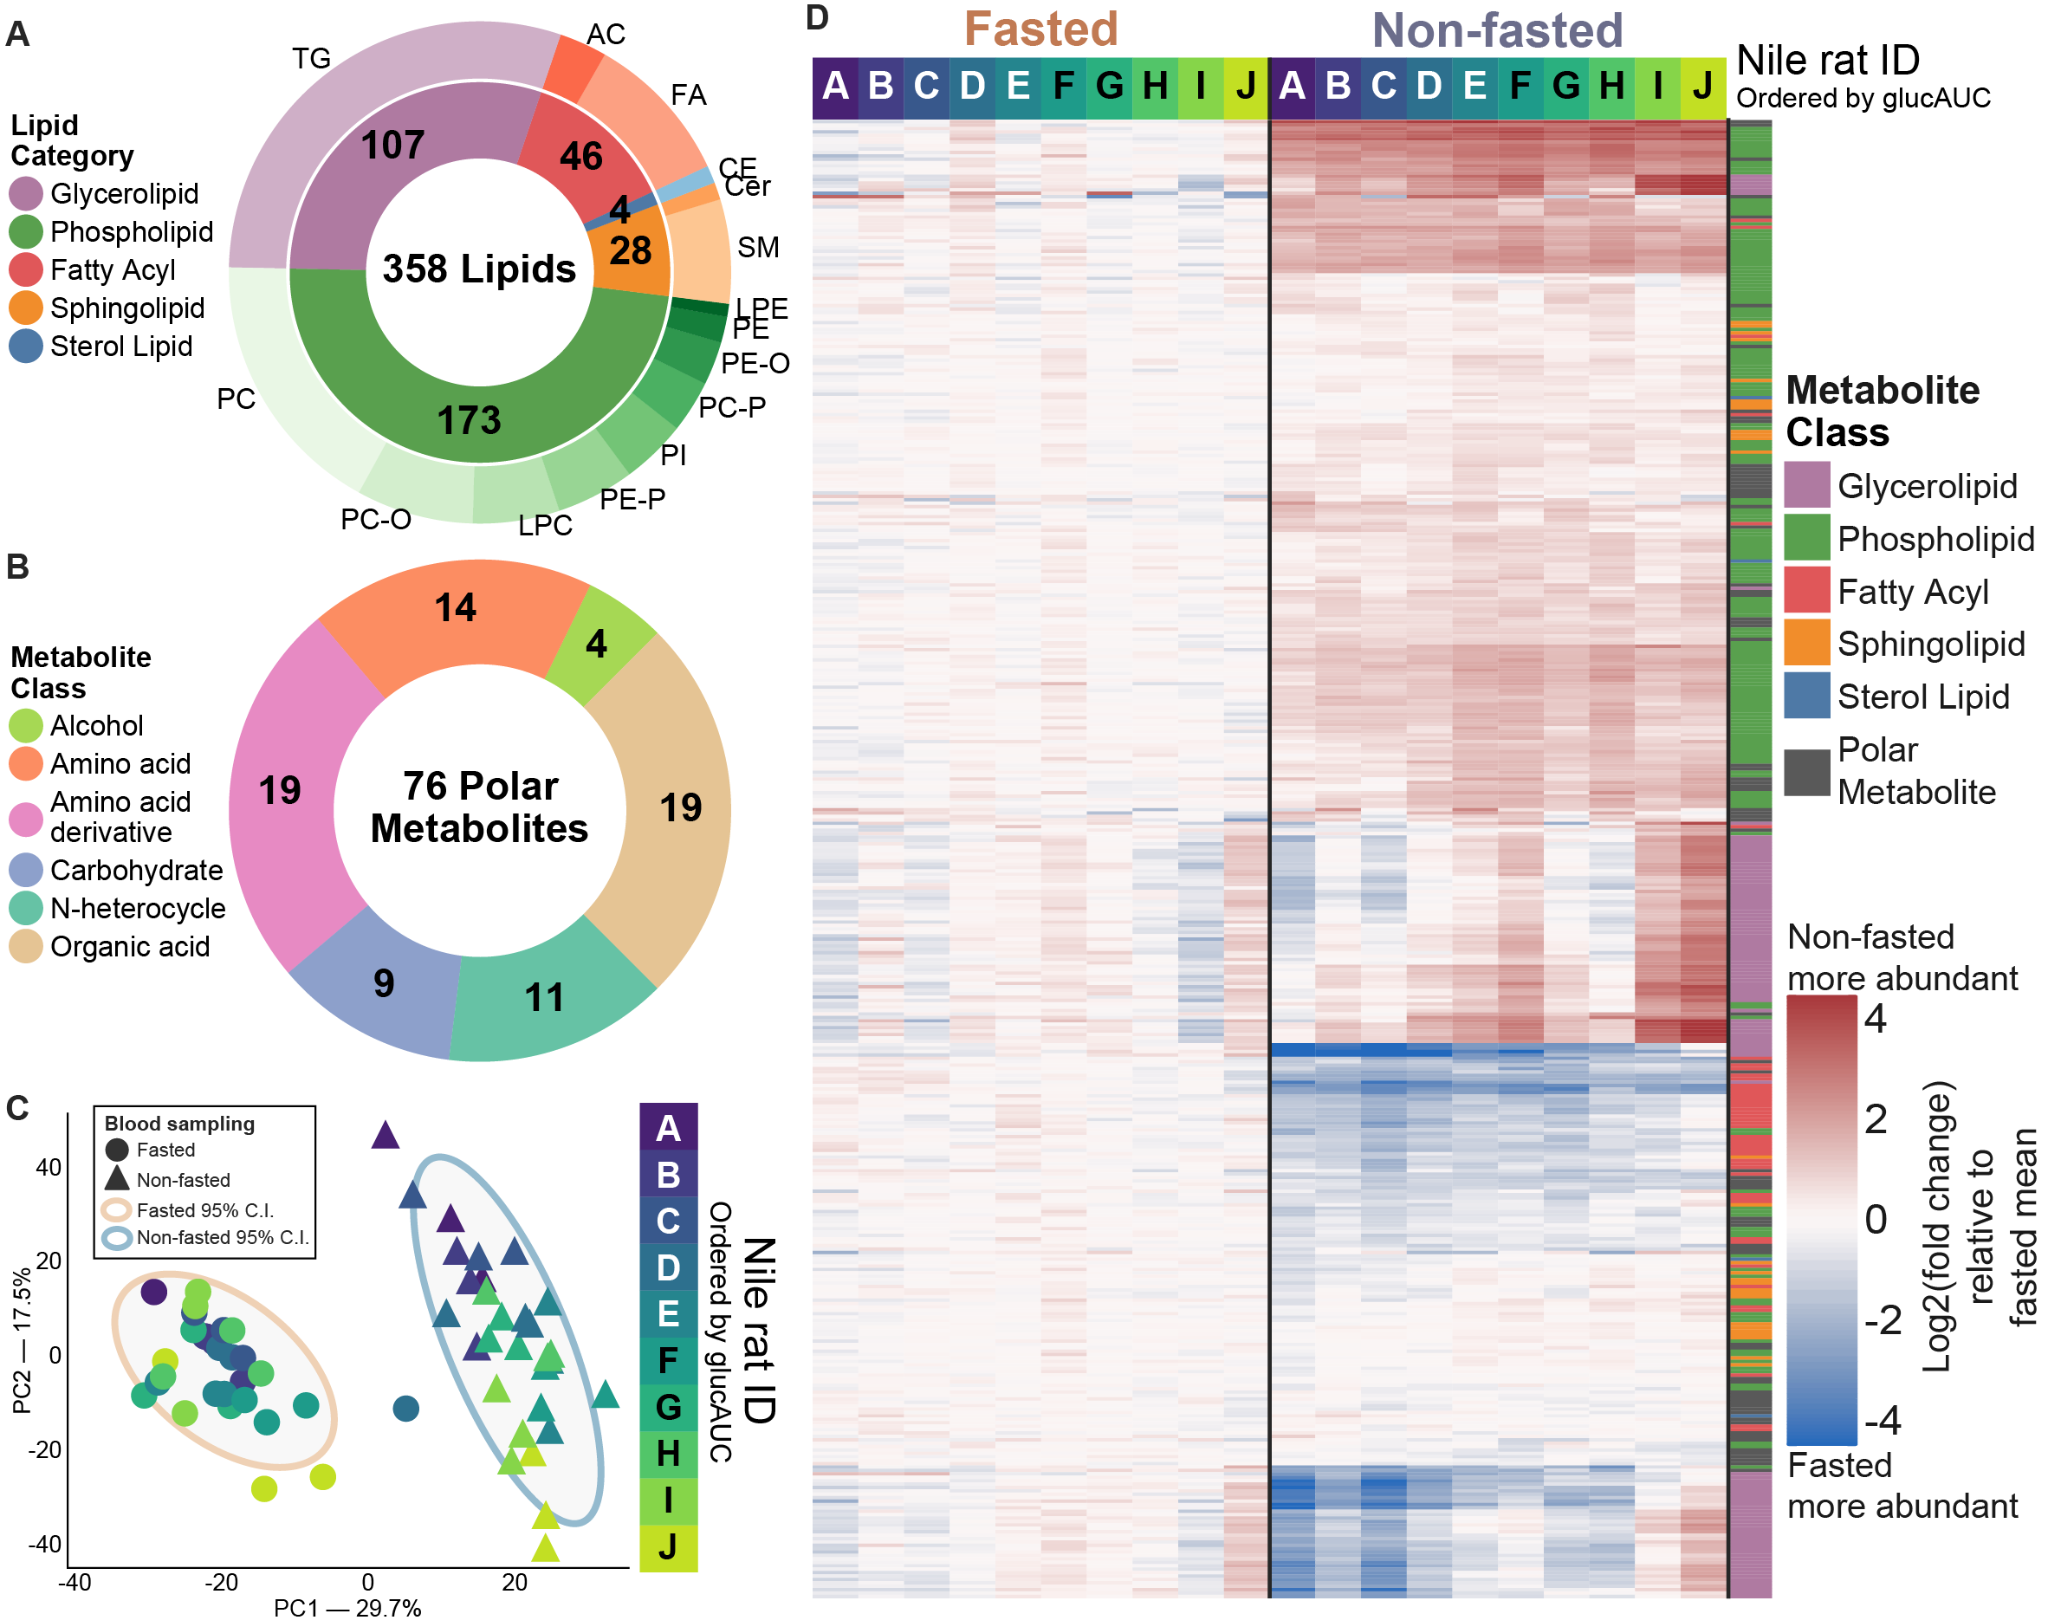 A
TG
AC
FA
CE
Cer
SM
LPE
PE
PE-O
PC-P
PI
PE-P
LPC
PC-O
PC
107
46
4
28
173
358 Lipids
Lipid
Category
Glycerolipid
Phospholipid
Fatty Acyl
Sphingolipid
Sterol Lipid
B
14
4
19
19
9
11
76 Polar
Metabolites
Metabolite
Class
Alcohol
Amino acid
Amino acid
derivative
Carbohydrate
N-heterocycle
Organic acid
C
Blood sampling
Fasted
Non-fasted
Fasted 95% C.I.
Non-fasted 95% C.I.
40
20
0
-20
-40
PC2 — 17.5%
-40
-20
0
20
PC1 — 29.7%
A
B
C
D
E
F
G
H
I
J
Nile rat ID
Ordered by glucAUC
D
Fasted
Non-fasted
A B C D E F G H I J A B C D E F G H I J
Nile rat ID
Ordered by glucAUC
Metabolite
Class
Glycerolipid
Phospholipid
Fatty Acyl
Sphingolipid
Sterol Lipid
Polar
Metabolite
Non-fasted
more abundant
4
2
0
-2
-4
Log2(fold change)
relative to
fasted mean
Fasted
more abundant